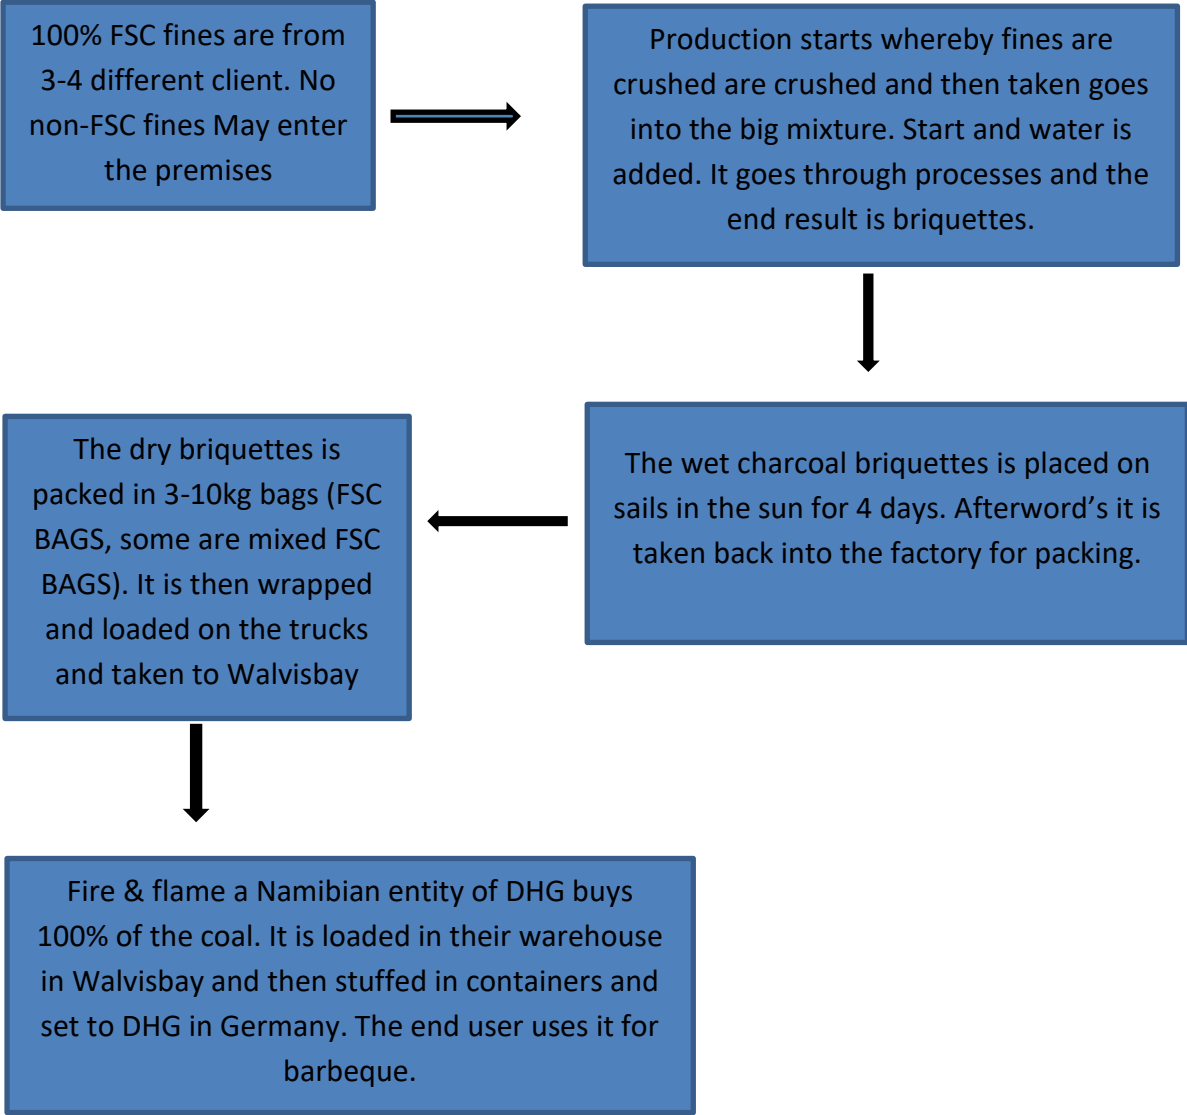 100% FSC fines are from
3-4 different client. No
non-FSC fines May enter
the premises
Production starts whereby fines are
crushed are crushed and then taken goes
into the big mixture. Start and water is
added. It goes through processes and the
end result is briquettes.
The wet charcoal briquettes is placed on
sails in the sun for 4 days. Afterword’s it is
taken back into the factory for packing.
The dry briquettes is
packed in 3-10kg bags (FSC
BAGS, some are mixed FSC
BAGS). It is then wrapped
and loaded on the trucks
and taken to Walvisbay
Fire & flame a Namibian entity of DHG buys
100% of the coal. It is loaded in their warehouse
in Walvisbay and then stuffed in containers and
set to DHG in Germany. The end user uses it for
barbeque.